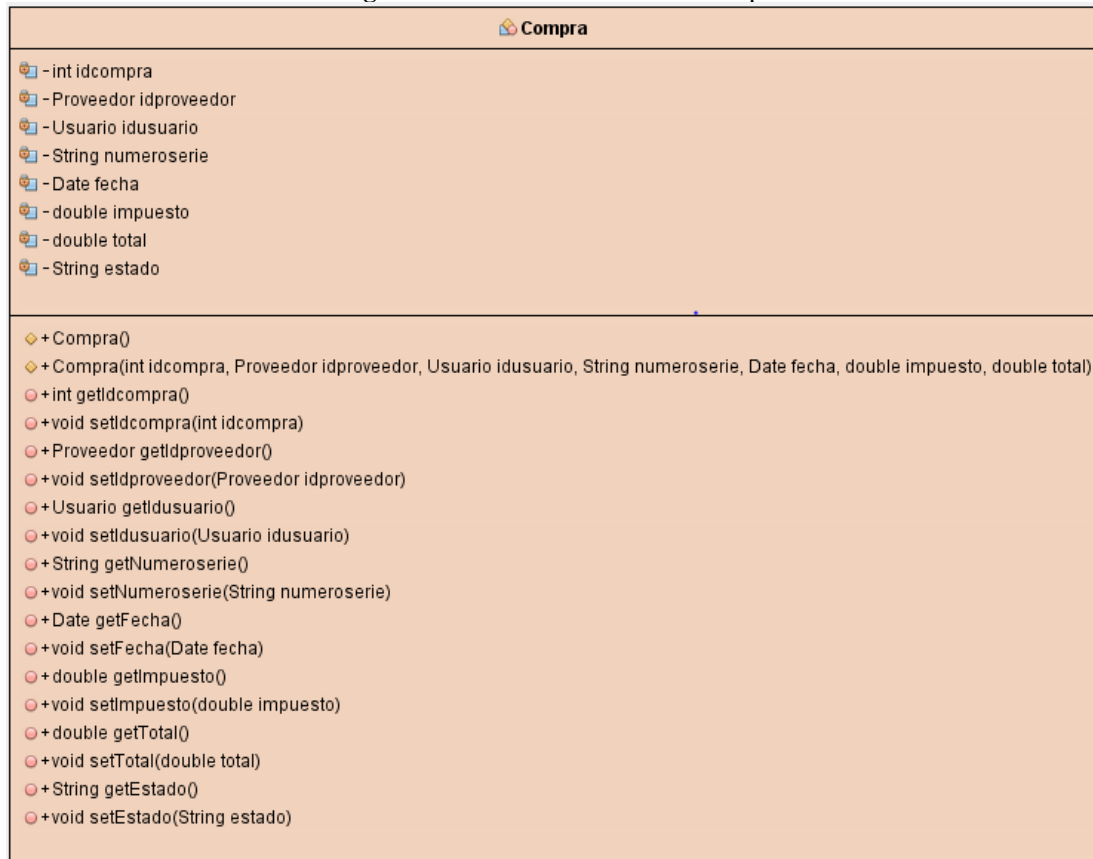 Compra
-int idcompra
-Proveedor idproveedor
-Usuario idusuario
-String numeroserie
-Date fecha
-double impuesto
-double total
-String estado
+Compra()
+Compra(int idcompra, Proveedor idproveedor, Usuario idusuario, String numeroserie, Date fecha, double impuesto, double total)
+int getIdcompra()
+void setIdcompra(int idcompra)
+Proveedor getIdproveedor()
+void setIdproveedor(Proveedor idproveedor)
+Usuario getIdusuario()
+void setIdusuario(Usuario idusuario)
+String getNumeroserie()
+void setNumeroserie(String numeroserie)
+Date getFecha()
+void setFecha(Date fecha)
+double getImpuesto()
+void setImpuesto(double impuesto)
+double getTotal()
+void setTotal(double total)
+String getEstado()
+void setEstado(String estado)